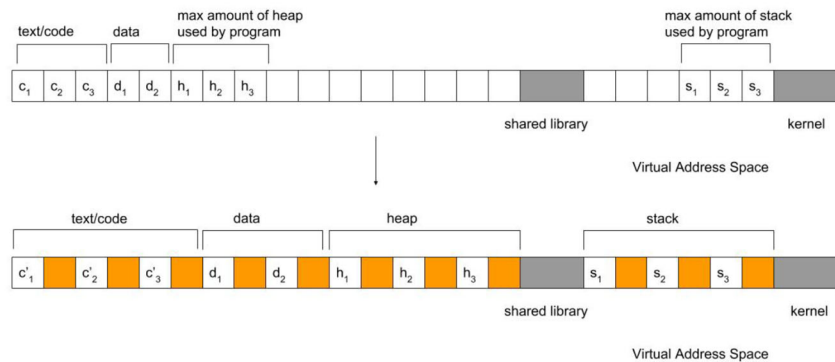 max amount of heap
used by program
max amount of stack
used by program
text/code
data
c₁ c₂ c₃ d₁ d₂ h₁ h₂ h₃ s₁ s₂ s₃
shared library
kernel
Virtual Address Space
text/code
data
heap
stack
c'₁ c'₂ c'₃ d₁ d₂ h₁ h₂ h₃ s₁ s₂ s₃
shared library
kernel
Virtual Address Space